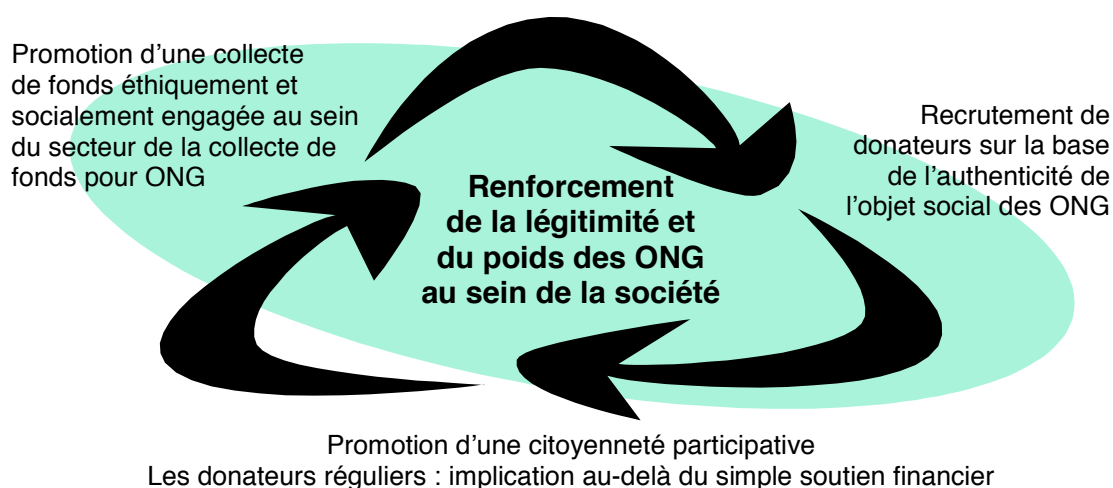 Promotion d’une collecte
de fonds éthiquement et
socialement engagée au sein
du secteur de la collecte de
fonds pour ONG
Recrutement de
donateurs sur la base
de l’authenticité de
l’objet social des ONG
Renforcement
de la légitimité et
du poids des ONG
au sein de la société
Promotion d’une citoyenneté participative
Les donateurs réguliers : implication au-delà du simple soutien financier